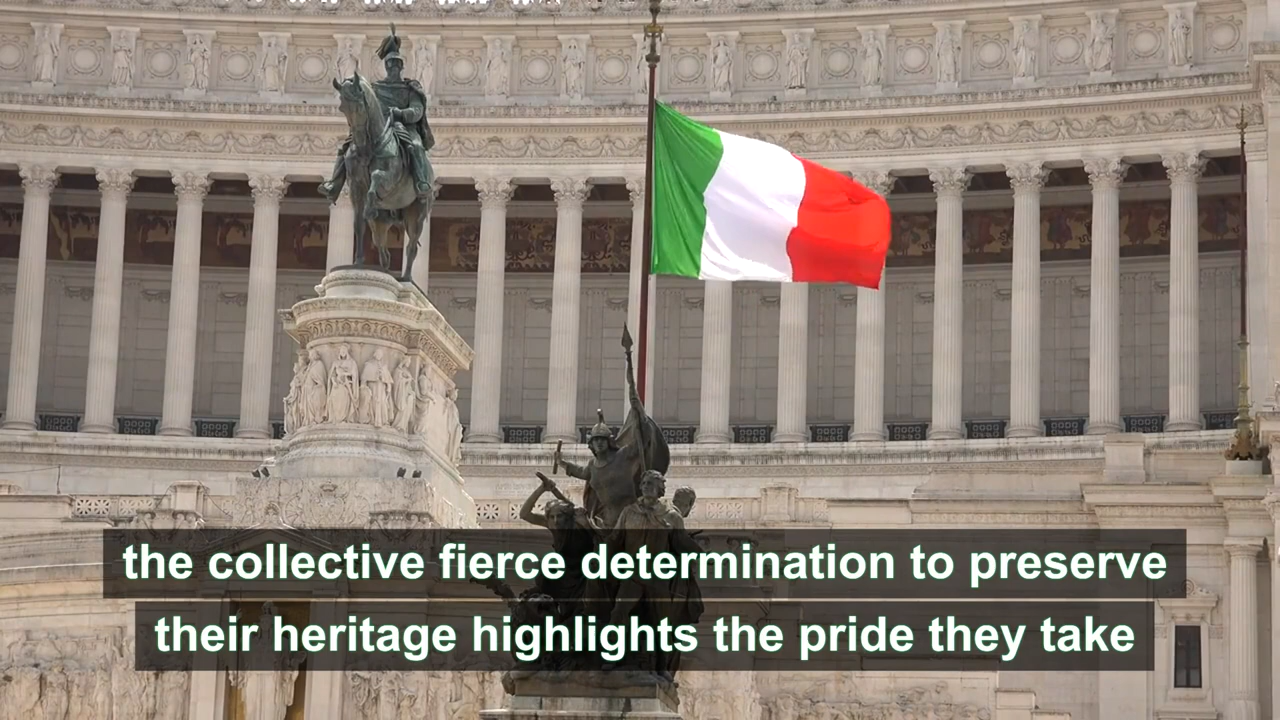 the collective fierce determination to preserve
their heritage highlights the pride they take